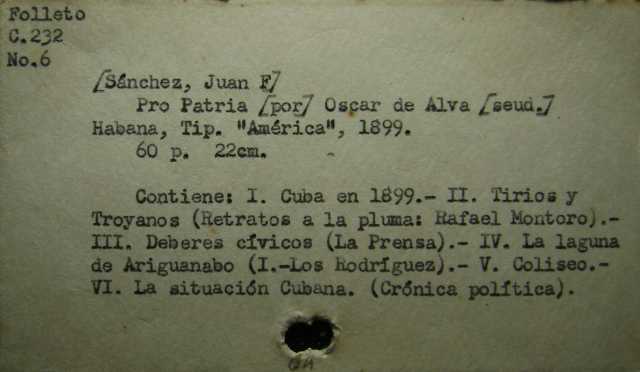 Folleto
C.232
No.6
[Sánchez, Juan F]
Pro Patria [por] Oscar de Alva [seud.]
Habana, Tip. "América", 1899.
60 p. 22cm.
Contiene: I. Cuba en 1899.- II. Tirios y
Troyanos (Retratos a la pluma: Rafael Montoro).-
III. Deberes cívicos (La Prensa).- IV. La laguna
de Ariguanabo (I.-Los Rodríguez).- V. Coliseo.-
VI. La situación Cubana. (Crónica política).